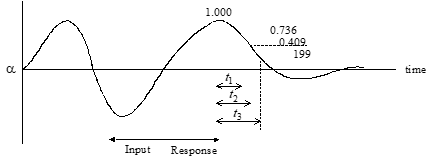 1.000
0.736
0.409
199
α
time
t1
t2
t3
Input Response